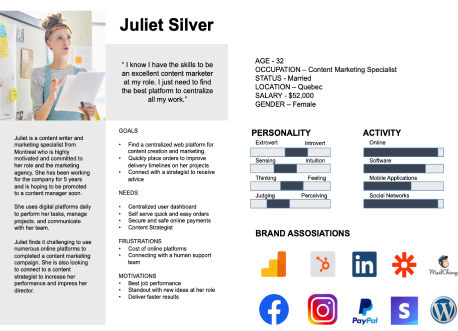 Juliet Silver
“ I know I have the skills to be
an excellent content marketer
at my role. I just need to find
the best platform to centralize
all my work.”
AGE - 32
OCCUPATION – Content Marketing Specialist
STATUS - Married
LOCATION – Quebec
SALARY - $52,000
GENDER – Female
Juliet is a content writer and
marketing specialist from
Montreal who is highly
motivated and committed to
her role and the marketing
agency. She has been working
for the company for 5 years
and is hoping to be promoted
to a content manager soon.
She uses digital platforms daily
to perform her tasks, manage
projects. and communicate
with her team.
Juliet finds it challenging to use
numerous online platforms to
completed a content marketing
campaign. She is also looking
to connect to a content
strategist to increase her
performance and impress her
director.
GOALS
• Find a centralized web platform for
content creation and marketing.
• Quickly place orders to improve
delivery timelines on her projects
• Connect with a strategist to receive
advice
NEEDS
• Centralized user dashboard
• Self serve quick and easy orders
• Secure and safe online payments
• Content Strategist
FRUSTRATIONS
• Cost of online platforms
• Connecting with a human support
team
MOTIVATIONS
• Best job performance
• Standout with new ideas at her role
• Deliver faster results
PERSONALITY
Extrovert Introvert
Sensing Intuition
Thinking Feeling
Judging Perceiving
ACTIVITY
Online
Software
Mobile Applications
Social Networks
BRAND ASSOSIATIONS
in
MailChimp
f
PayPal
S
W